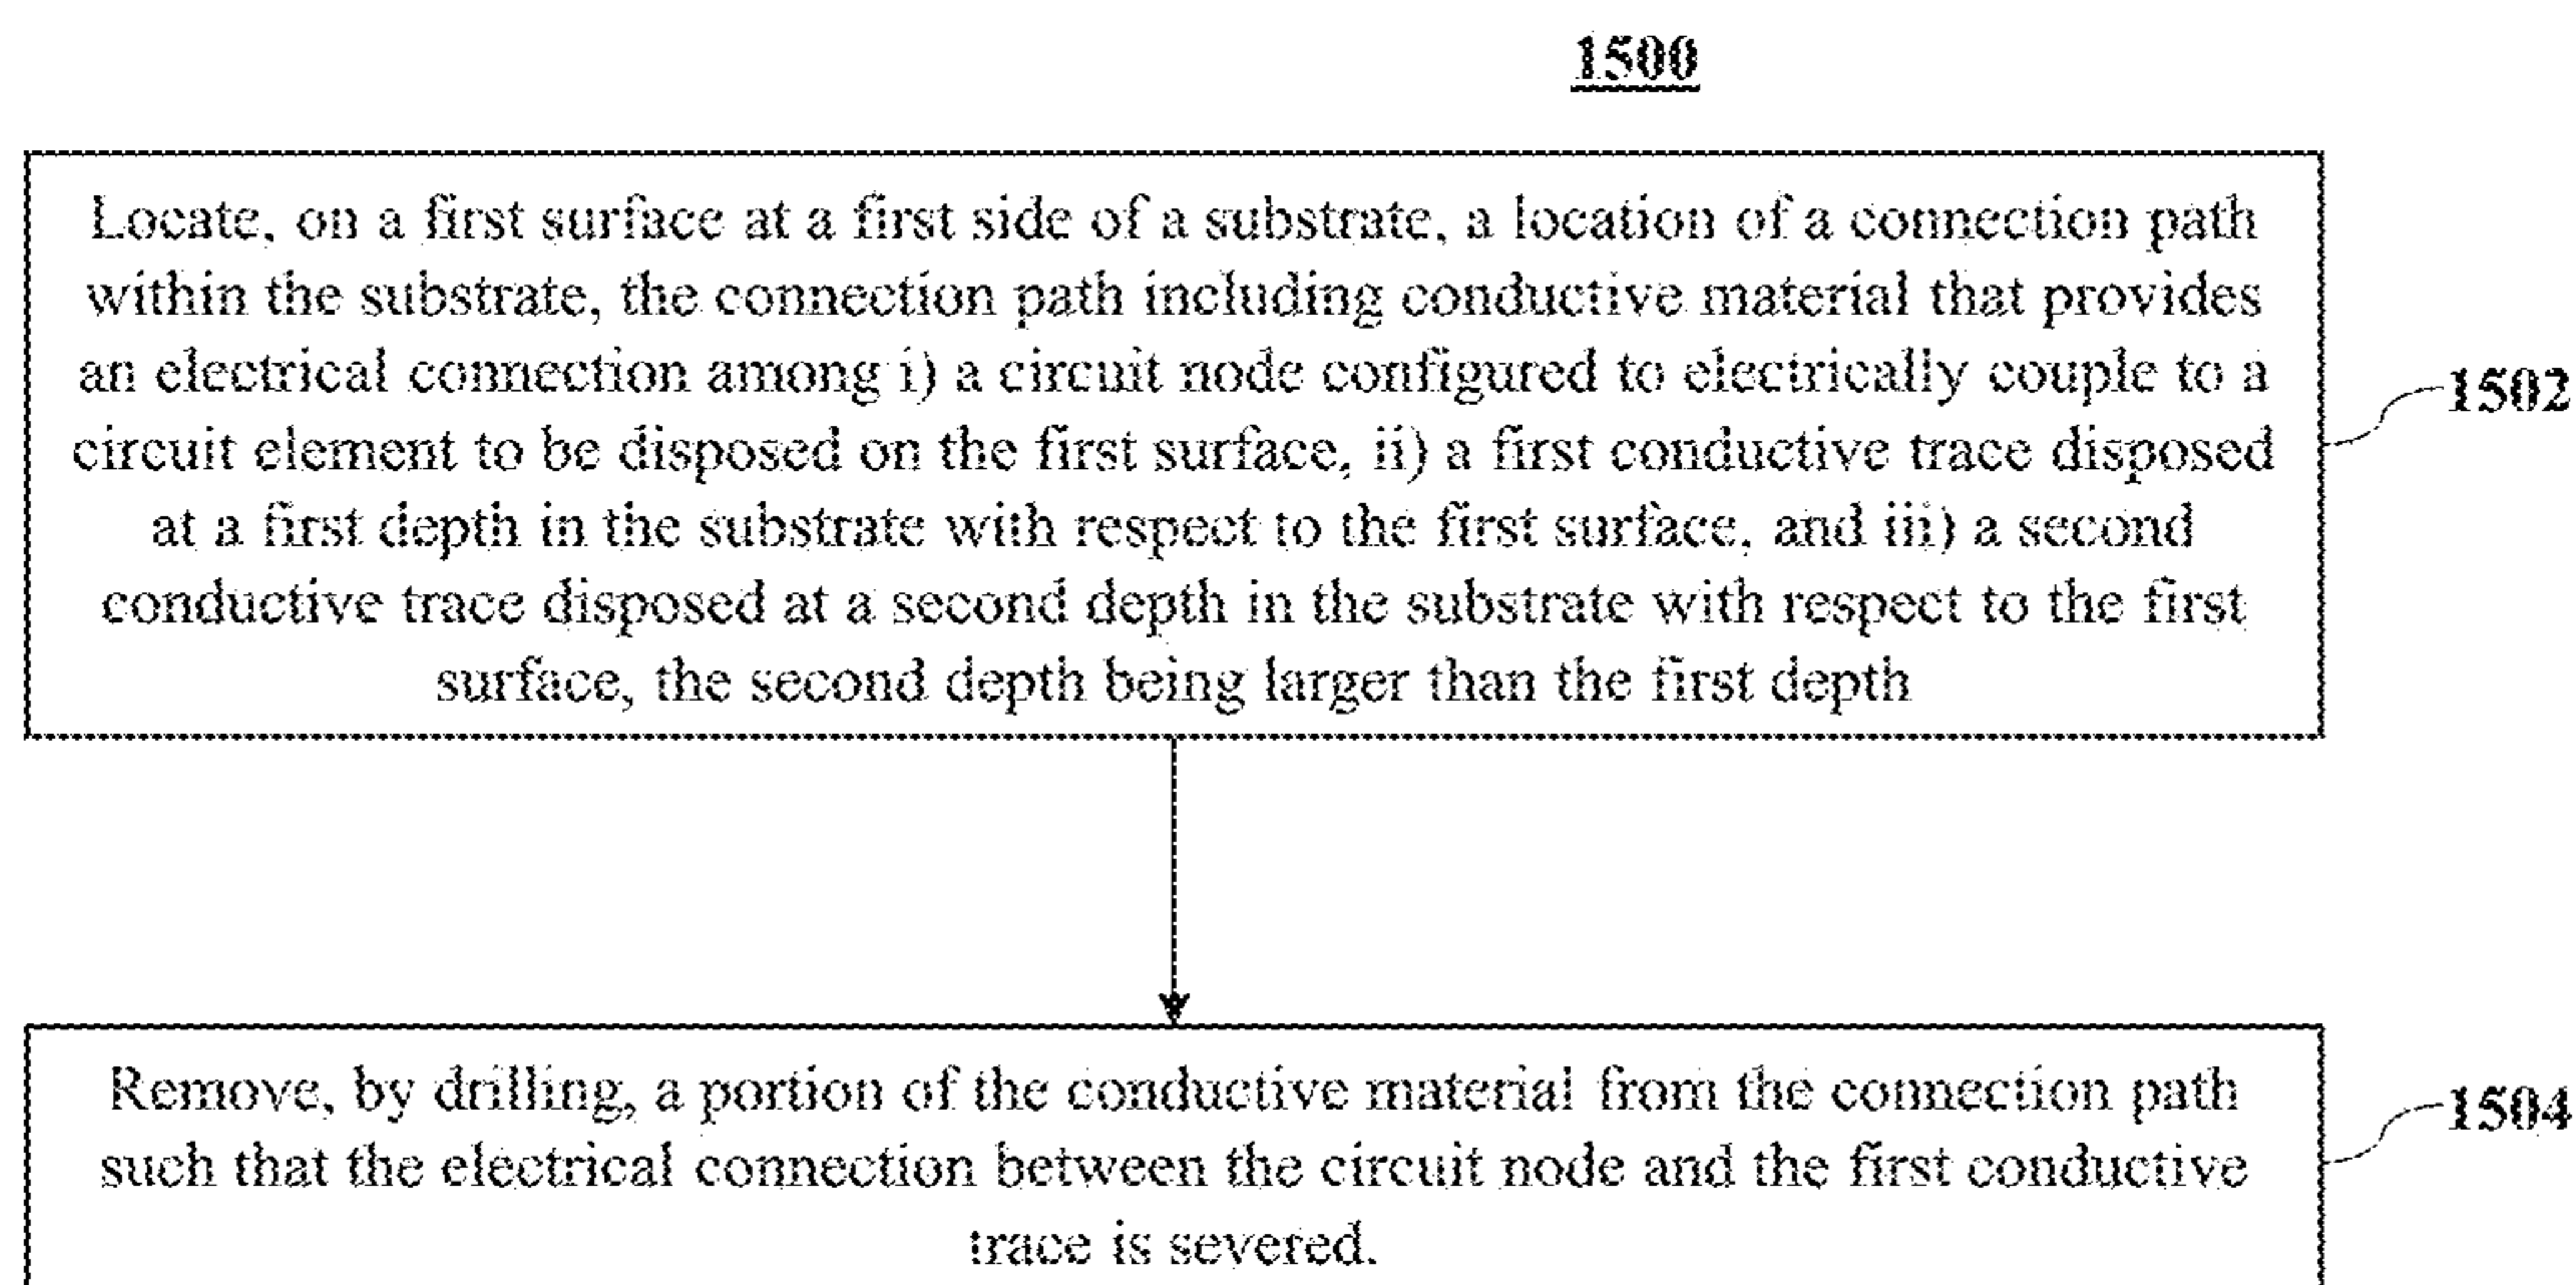 1500
Locate, on a first surface at a first side of a substrate, a location of a connection path
within the substrate, the connection path including conductive material that provides
an electrical connection among i) a circuit node configured to electrically couple to a
circuit element to be disposed on the first surface, ii) a first conductive trace disposed
at a first depth in the substrate with respect to the first surface, and iii) a second
conductive trace disposed at a second depth in the substrate with respect to the first
surface, the second depth being larger than the first depth
1502
Remove, by drilling, a portion of the conductive material from the connection path
such that the electrical connection between the circuit node and the first conductive
trace is severed.
1504